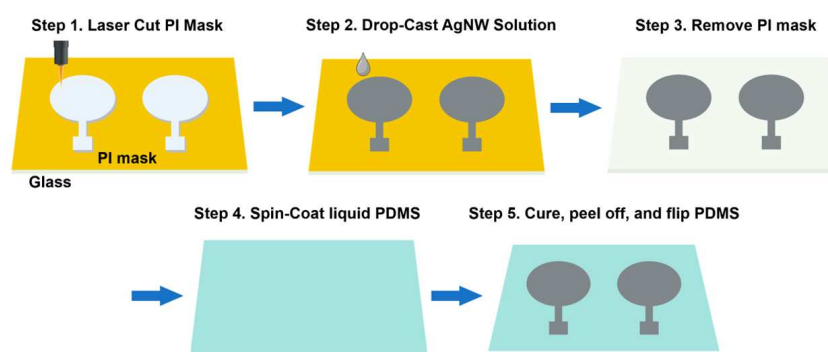 Step 1. Laser Cut PI Mask
Step 2. Drop-Cast AgNW Solution
Step 3. Remove PI mask
PI mask
Glass
Step 4. Spin-Coat liquid PDMS
Step 5. Cure, peel off, and flip PDMS